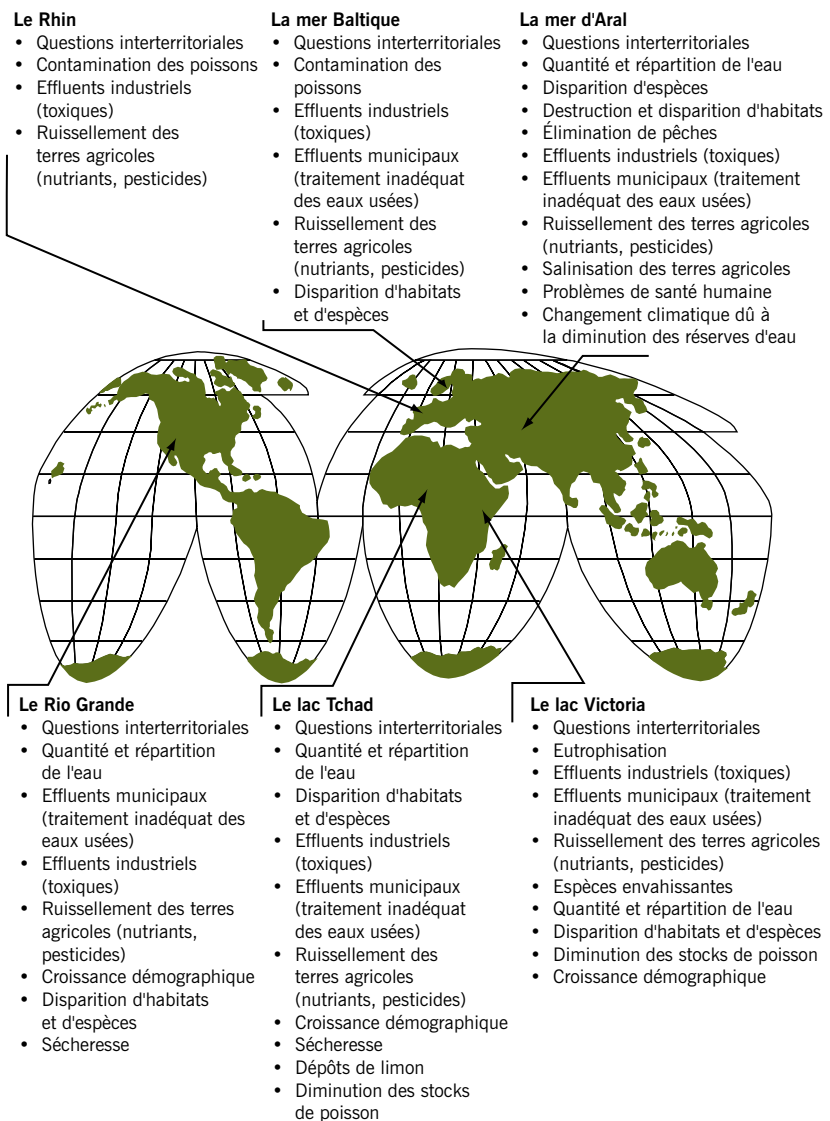 Le Rhin
• Questions interterritoriales
• Contamination des poissons
• Effluents industriels
(toxiques)
• Ruissellement des
terres agricoles
(nutriants, pesticides)
La mer Baltique
• Questions interterritoriales
• Contamination des
poissons
• Effluents industriels
(toxiques)
• Effluents municipaux
(traitement inadéquat
des eaux usées)
• Ruissellement des
terres agricoles
(nutriants, pesticides)
• Disparition d'habitats
et d'espèces
La mer d'Aral
• Questions interterritoriales
• Quantité et répartition de l'eau
• Disparition d'espèces
• Destruction et disparition d'habitats
• Élimination de pêches
• Effluents industriels (toxiques)
• Effluents municipaux (traitement
inadéquat des eaux usées)
• Ruissellement des terres agricoles
(nutriants, pesticides)
• Salinisation des terres agricoles
• Problèmes de santé humaine
• Changement climatique dû à
la diminution des réserves d'eau
Le Rio Grande
• Questions interterritoriales
• Quantité et répartition
de l'eau
• Effluents municipaux
(traitement inadéquat des
eaux usées)
• Effluents industriels
(toxiques)
• Ruissellement des terres
agricoles (nutriants,
pesticides)
• Croissance démographique
• Disparition d'habitats
et d'espèces
• Sécheresse
Le lac Tchad
• Questions interterritoriales
• Quantité et répartition
de l'eau
• Disparition d'habitats
et d'espèces
• Effluents industriels
(toxiques)
• Effluents municipaux
(traitement inadéquat
des eaux usées)
• Ruissellement des
terres agricoles
(nutriants, pesticides)
• Croissance démographique
• Sécheresse
• Dépôts de limon
• Diminution des stocks
de poisson
Le lac Victoria
• Questions interterritoriales
• Eutrophisation
• Effluents industriels (toxiques)
• Effluents municipaux (traitement
inadéquat des eaux usées)
• Ruissellement des terres agricoles
(nutriants, pesticides)
• Espèces envahissantes
• Quantité et répartition de l'eau
• Disparition d'habitats et d'espèces
• Diminution des stocks de poisson
• Croissance démographique